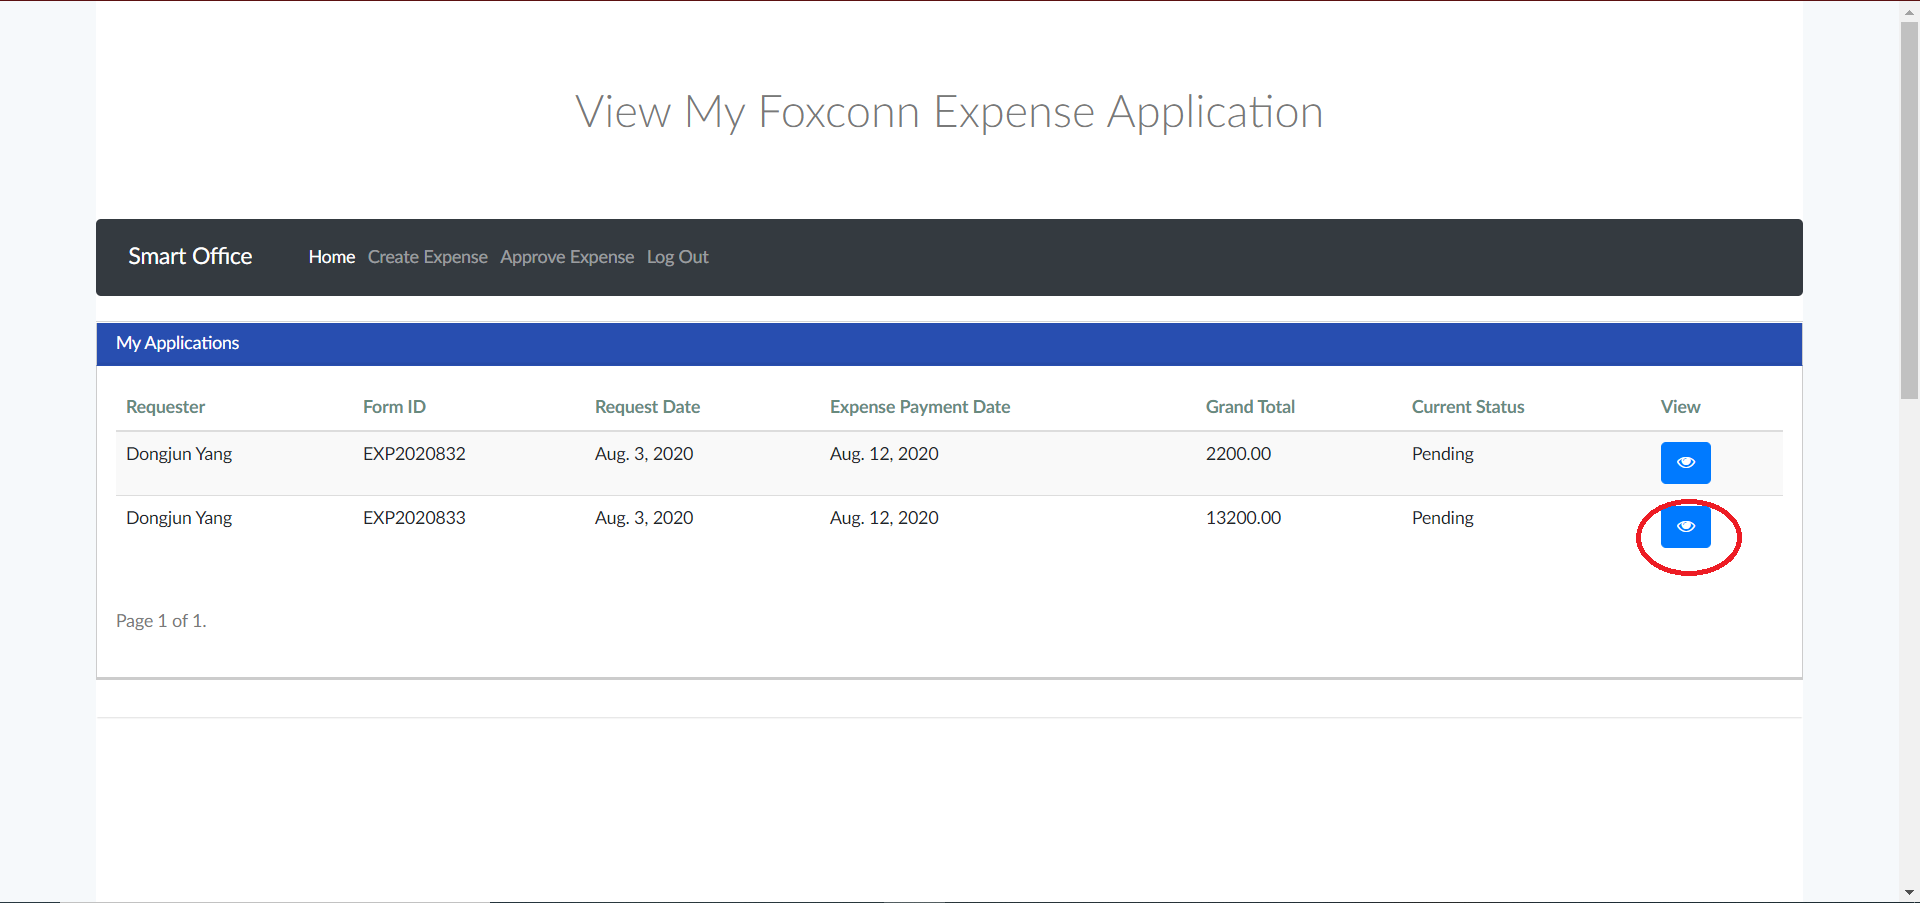 View My Foxconn Expense Application
Smart Office Home Create Expense Approve Expense Log Out
My Applications
Requester Form ID Request Date Expense Payment Date Grand Total Current Status View
Dongjun Yang EXP2020832 Aug. 3, 2020 Aug. 12, 2020 2200.00 Pending
Dongjun Yang EXP2020833 Aug. 3, 2020 Aug. 12, 2020 13200.00 Pending
Page 1 of 1.